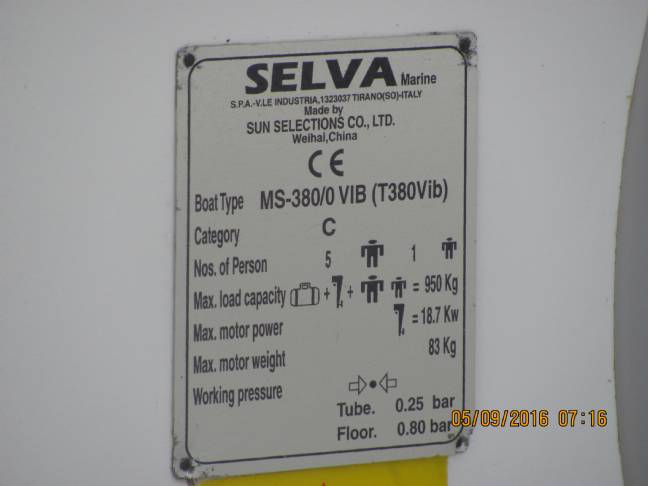 SELVA Marine
S.P.A.-V.LE INDUSTRIA,1323037 TIRANO(SO)-ITALY
Made by
SUN SELECTIONS CO., LTD.
Weihai,China
CE
Boat Type MS-380/0 VIB (T380Vib)
Category C
Nos. of Person 5 1
Max. load capacity + + = 950 Kg
Max. motor power = 18.7 Kw
Max. motor weight 83 Kg
Working pressure
Tube. 0.25 bar
Floor. 0.80 bar
05/09/2016 07:16